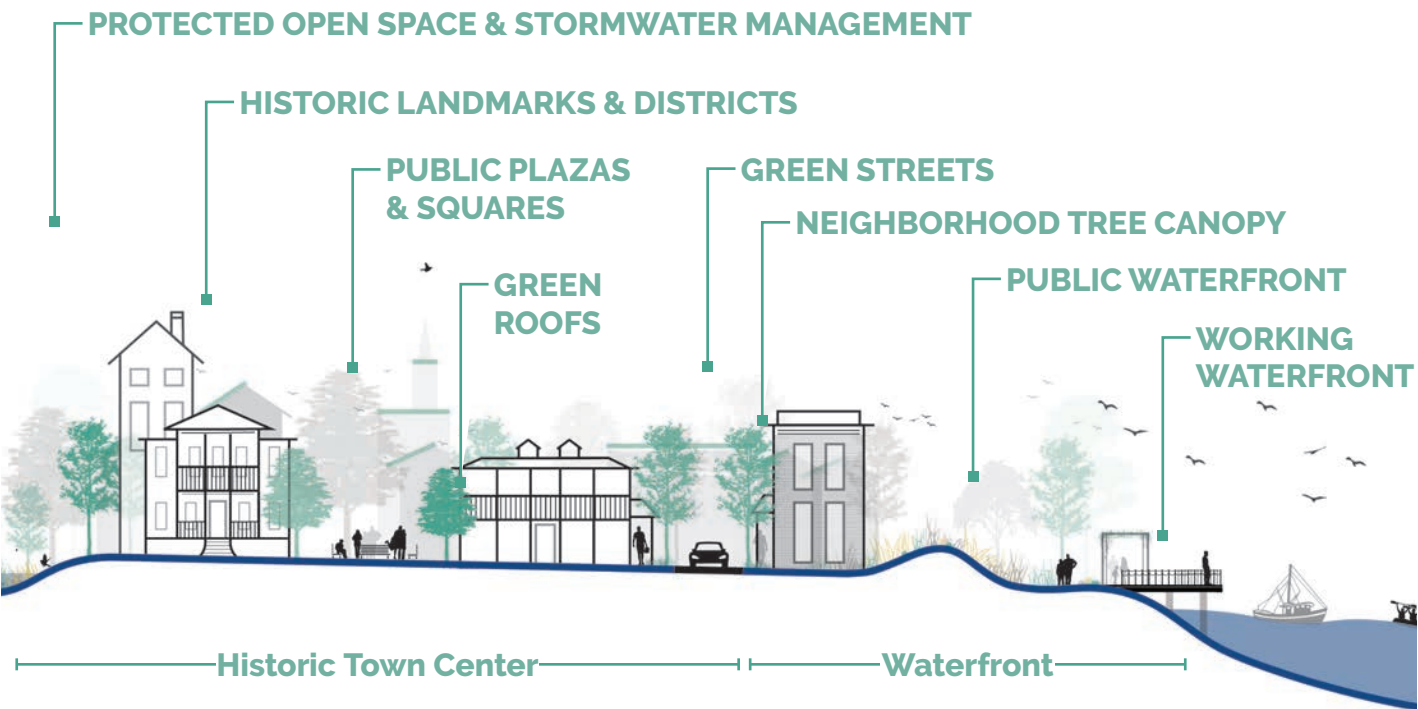 PROTECTED OPEN SPACE & STORMWATER MANAGEMENT
HISTORIC LANDMARKS & DISTRICTS
PUBLIC PLAZAS
& SQUARES
GREEN STREETS
NEIGHBORHOOD TREE CANOPY
GREEN
ROOFS
PUBLIC WATERFRONT
WORKING
WATERFRONT
Historic Town Center
Waterfront